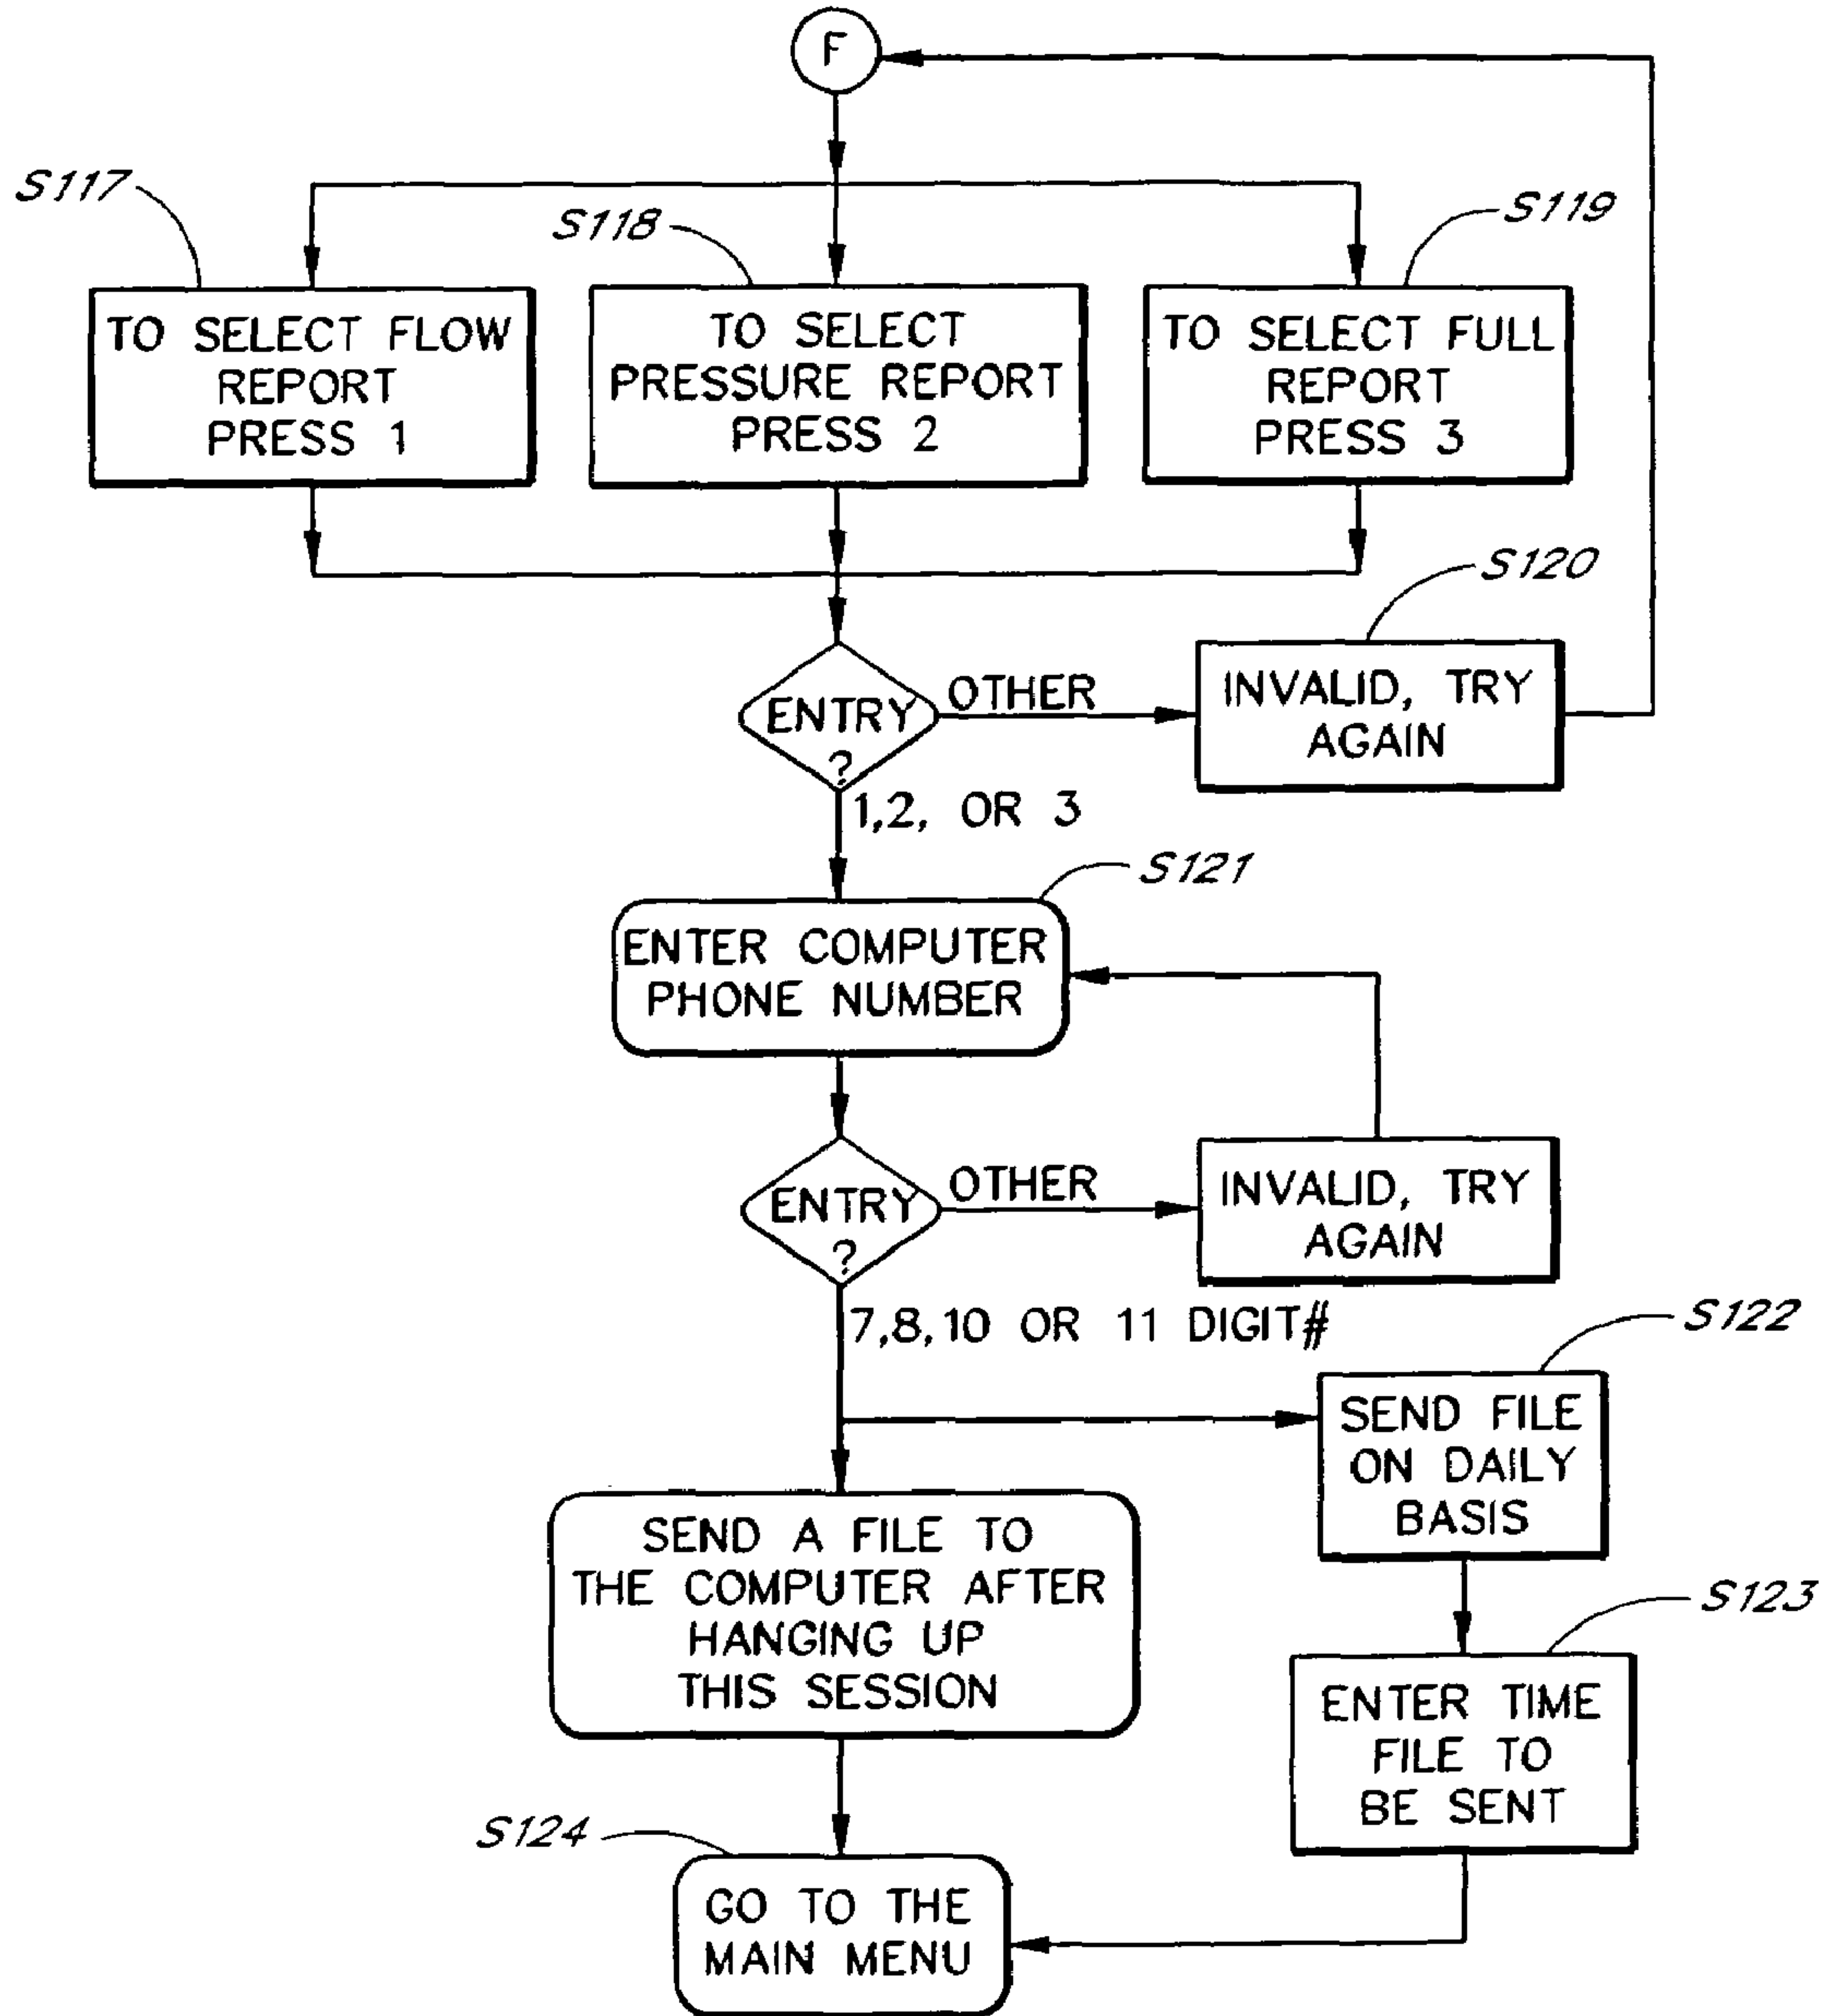 F
S117
S118
S119
TO SELECT FLOW
REPORT
PRESS 1
TO SELECT
PRESSURE REPORT
PRESS 2
TO SELECT FULL
REPORT
PRESS 3
S120
ENTRY
?
OTHER
INVALID, TRY
AGAIN
1,2, OR 3
S121
ENTER COMPUTER
PHONE NUMBER
ENTRY
?
OTHER
INVALID, TRY
AGAIN
7,8,10 OR 11 DIGIT#
S122
SEND FILE
ON DAILY
BASIS
SEND A FILE TO
THE COMPUTER AFTER
HANGING UP
THIS SESSION
S123
ENTER TIME
FILE TO
BE SENT
S124
GO TO THE
MAIN MENU